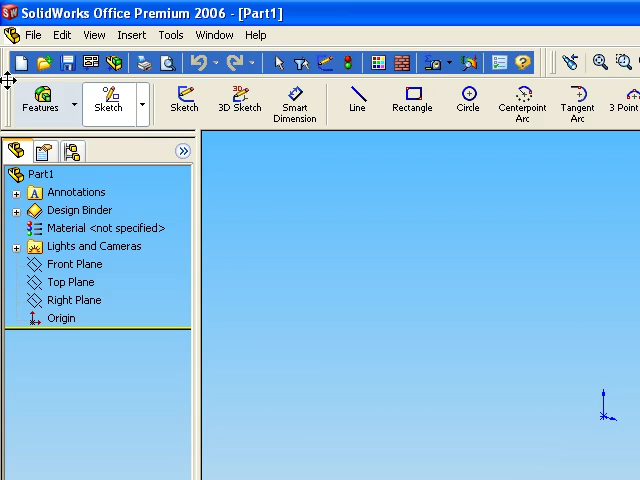 SolidWorks Office Premium 2006 - [Part1]
File Edit View Insert Tools Window Help
Features Sketch Sketch 3D Sketch Smart Dimension Line Rectangle Circle Centerpoint Arc Tangent Arc 3 Point
Part1
A Annotations
Design Binder
Material <not specified>
Lights and Cameras
Front Plane
Top Plane
Right Plane
Origin